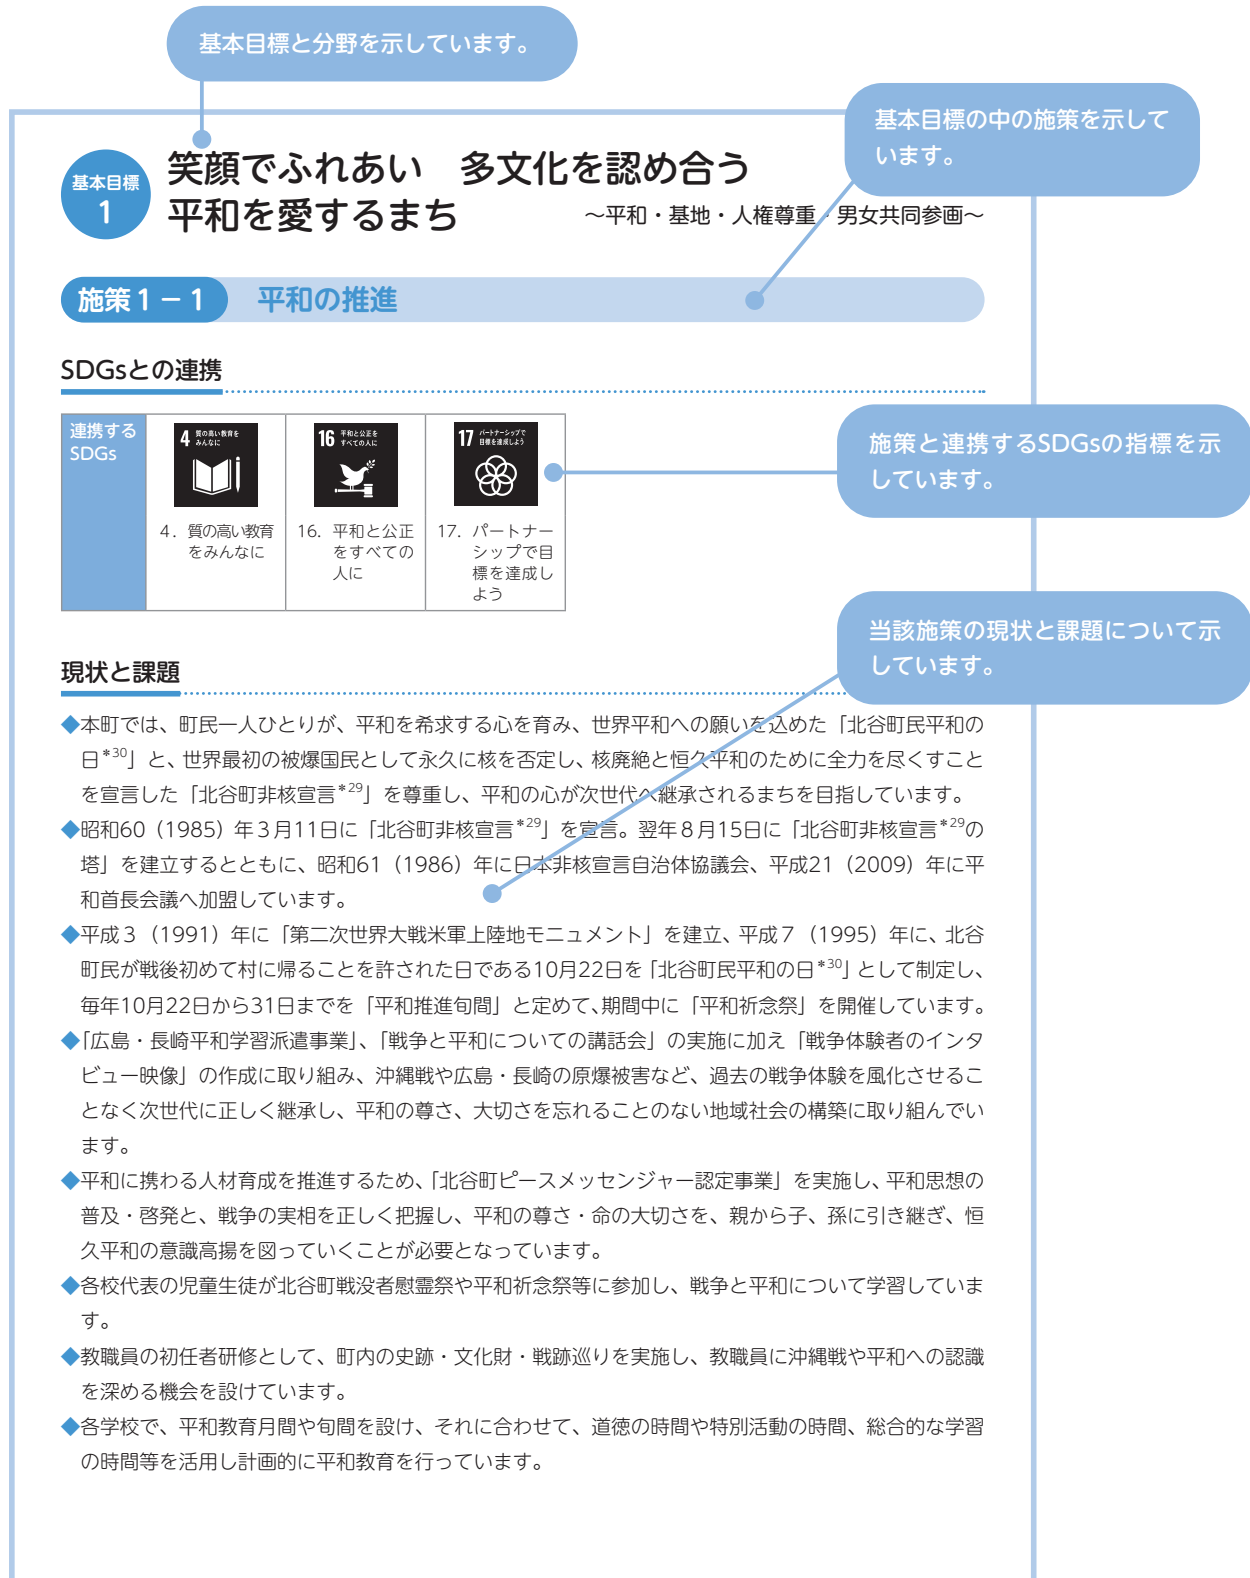 基本目標と分野を示しています。
基本目標の中の施策を示して
います。
基本目標
1
笑顔でふれあい　多文化を認め合う
平和を愛するまち
～平和・基地・人権尊重・男女共同参画～
施策１－１　平和の推進
SDGsとの連携
連携する
SDGs
4 質の高い教育を
みんなに
16 平和と公正を
すべての人に
17 パートナーシップで
目標を達成しよう
4．質の高い教育
をみんなに
16．平和と公正
をすべての
人に
17．パートナー
シップで目
標を達成し
よう
施策と連携するSDGsの指標を示
しています。
当該施策の現状と課題について示
しています。
現状と課題
◆本町では、町民一人ひとりが、平和を希求する心を育み、世界平和への願いを込めた「北谷町民平和の
日*30」と、世界最初の被爆国民として永久に核を否定し、核廃絶と恒久平和のために全力を尽くすこと
を宣言した「北谷町非核宣言*29」を尊重し、平和の心が次世代へ継承されるまちを目指しています。
◆昭和60（1985）年３月11日に「北谷町非核宣言*29」を宣言。翌年８月15日に「北谷町非核宣言*29の
塔」を建立するとともに、昭和61（1986）年に日本非核宣言自治体協議会、平成21（2009）年に平
和首長会議へ加盟しています。
◆平成３（1991）年に「第二次世界大戦米軍上陸地モニュメント」を建立、平成７（1995）年に、北谷
町民が戦後初めて村に帰ることを許された日である10月22日を「北谷町民平和の日*30」として制定し、
毎年10月22日から31日までを「平和推進旬間」と定めて、期間中に「平和祈念祭」を開催しています。
◆「広島・長崎平和学習派遣事業」、「戦争と平和についての講話会」の実施に加え「戦争体験者のインタ
ビュー映像」の作成に取り組み、沖縄戦や広島・長崎の原爆被害など、過去の戦争体験を風化させるこ
となく次世代に正しく継承し、平和の尊さ、大切さを忘れることのない地域社会の構築に取り組んでい
ます。
◆平和に携わる人材育成を推進するため、「北谷町ピースメッセンジャー認定事業」を実施し、平和思想の
普及・啓発と、戦争の実相を正しく把握し、平和の尊さ・命の大切さを、親から子、孫に引き継ぎ、恒
久平和の意識高揚を図っていくことが必要となっています。
◆各校代表の児童生徒が北谷町戦没者慰霊祭や平和祈念祭等に参加し、戦争と平和について学習していま
す。
◆教職員の初任者研修として、町内の史跡・文化財・戦跡巡りを実施し、教職員に沖縄戦や平和への認識
を深める機会を設けています。
◆各学校で、平和教育月間や旬間を設け、それに合わせて、道徳の時間や特別活動の時間、総合的な学習
の時間等を活用し計画的に平和教育を行っています。